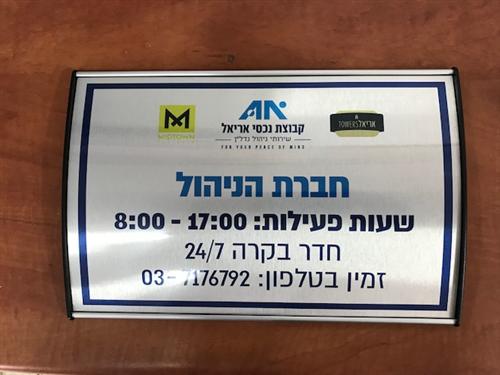 MIDTOWN
קבוצת נכסי אריאל
שירותי ניהול נדל״ן
FOR YOUR PEACE OF MIND
אריאל TOWERS
חברת הניהול
שעות פעילות: 17:00 - 8:00
חדר בקרה 24/7
זמין בטלפון: 03-7176792